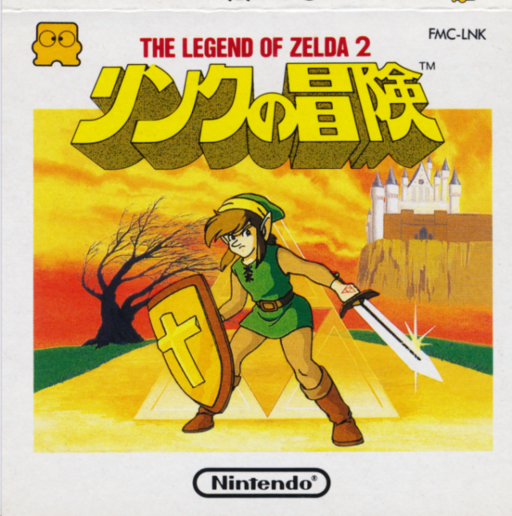 FMC-LNK
THE LEGEND OF ZELDA 2
リンクの冒険™
Nintendo®